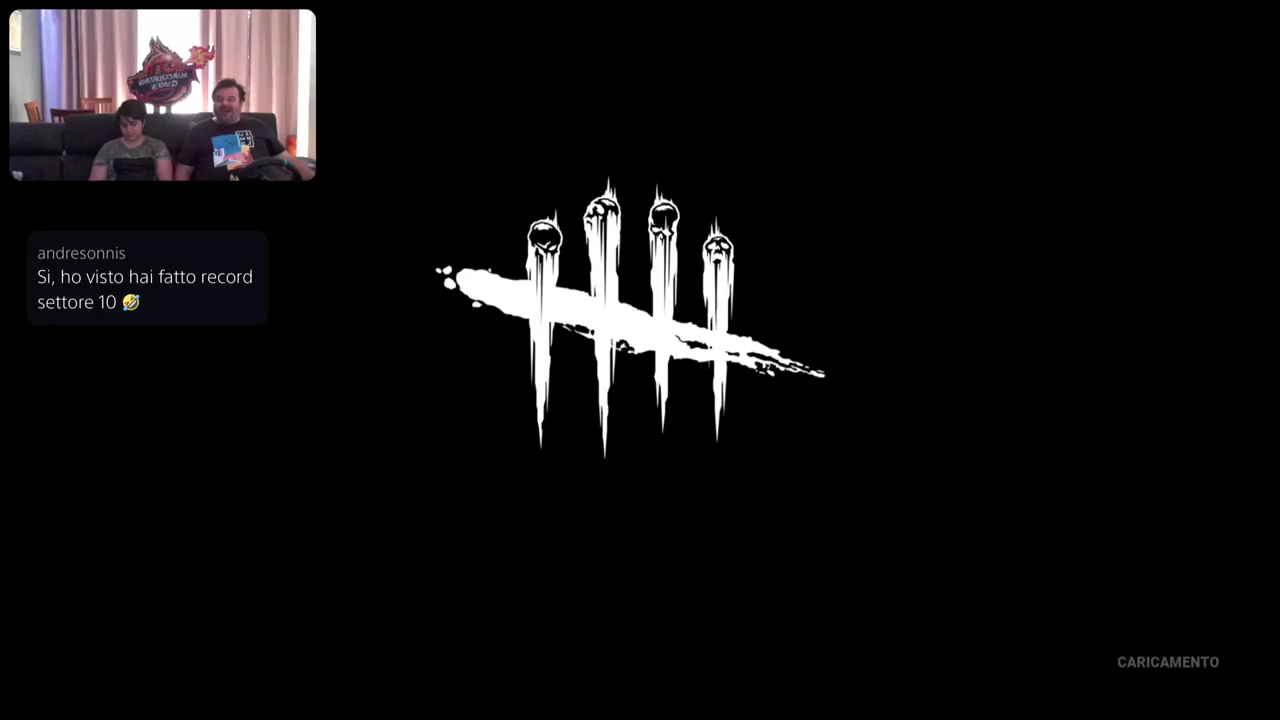 andresonnis
Si, ho visto hai fatto record
settore 10 🤣
CARICAMENTO